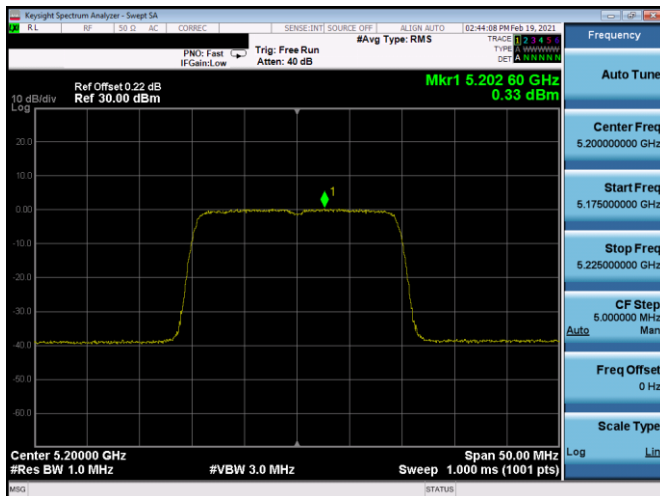 Keysight Spectrum Analyzer - Swept SA
RL RF 50 Ω AC CORREC SENSE:INT SOURCE OFF ALIGN AUTO 02:44:08 PM Feb 19, 2021
#Avg Type: RMS
TRACE 1 2 3 4 5 6
PNO: Fast Trig: Free Run TYPE A WWWWW
IFGain:Low Atten: 40 dB DET A N N N N N
Mkr1 5.202 60 GHz
0.33 dBm
Ref Offset 0.22 dB
10 dB/div Ref 30.00 dBm
Log
20.0
10.0
0.00
-10.0
-20.0
-30.0
-40.0
-50.0
-60.0
1
Center 5.20000 GHz Span 50.00 MHz
#Res BW 1.0 MHz #VBW 3.0 MHz Sweep 1.000 ms (1001 pts)
MSG STATUS
Frequency
Auto Tune
Center Freq
5.200000000 GHz
Start Freq
5.175000000 GHz
Stop Freq
5.225000000 GHz
CF Step
5.000000 MHz
Auto Man
Freq Offset
0 Hz
Scale Type
Log Lin